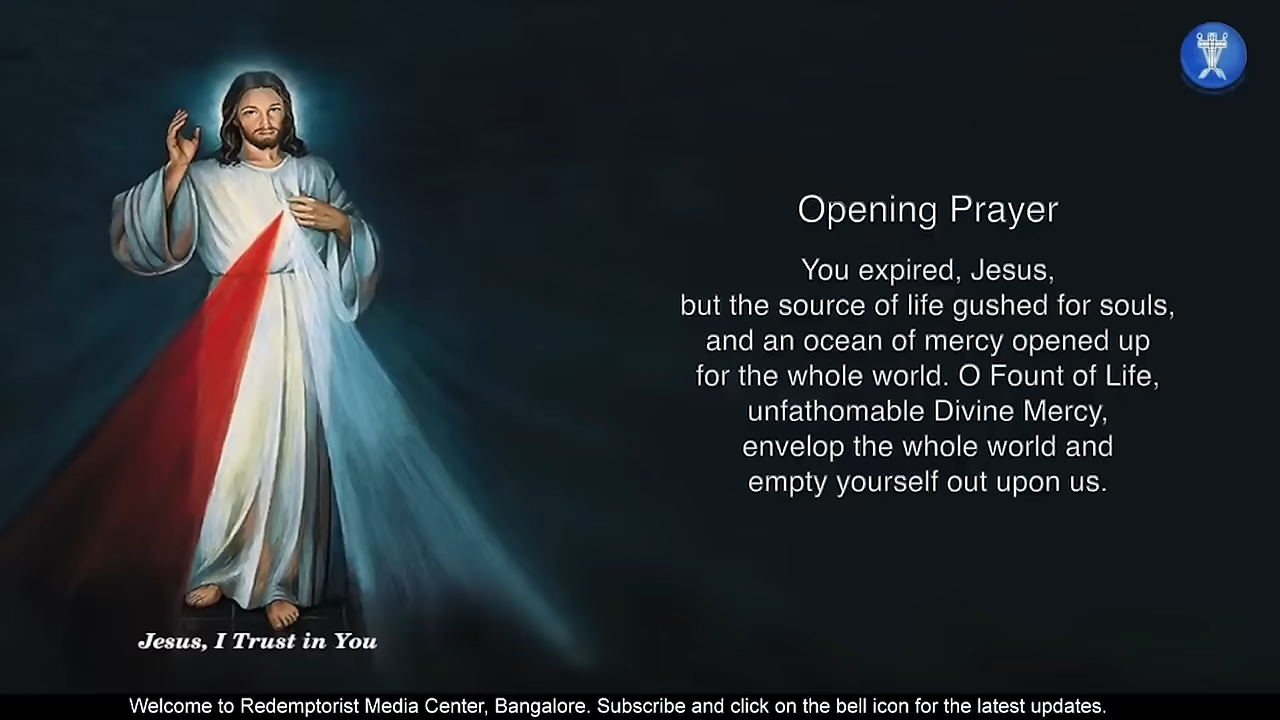 Opening Prayer
You expired, Jesus,
but the source of life gushed for souls,
and an ocean of mercy opened up
for the whole world. O Fount of Life,
unfathomable Divine Mercy,
envelop the whole world and
empty yourself out upon us.
Jesus, I Trust in You
Welcome to Redemptorist Media Center, Bangalore. Subscribe and click on the bell icon for the latest updates.